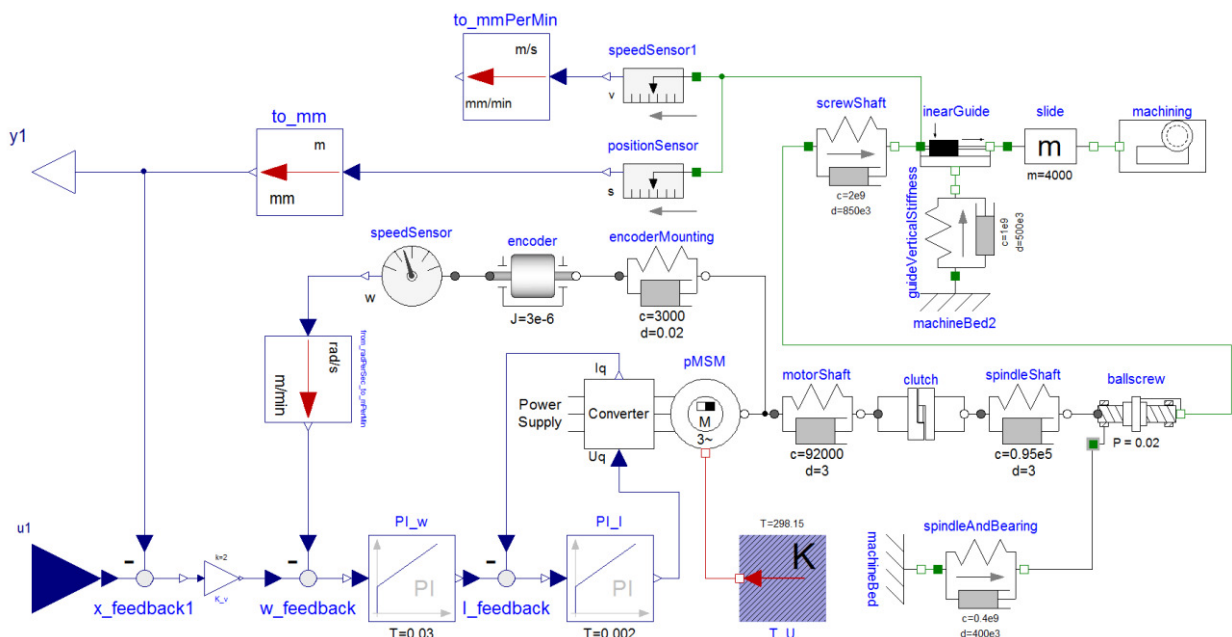 to_mmPerMin
m/s
mm/min
speedSensor1
v
to_mm
m
mm
positionSensor
s
y1
screwShaft
c=2e9
d=850e3
inearGuide
slide
m
m=4000
machining
guideVerticalStiffness
c=1e9
d=500e3
machineBed2
speedSensor
w
encoder
J=3e-6
encoderMounting
c=3000
d=0.02
rad/s
m/min
Iq
Power
Supply
Converter
Uq
pMSM
M
3~
motorShaft
c=92000
d=3
clutch
spindleShaft
c=0.95e5
d=3
ballscrew
P = 0.02
u1
x_feedback1
k=2
K_v
w_feedback
PI_w
PI
T=0.03
I_feedback
PI_I
PI
T=0.002
T=298.15
K
T_U
machineBed
spindleAndBearing
c=0.4e9
d=400e3